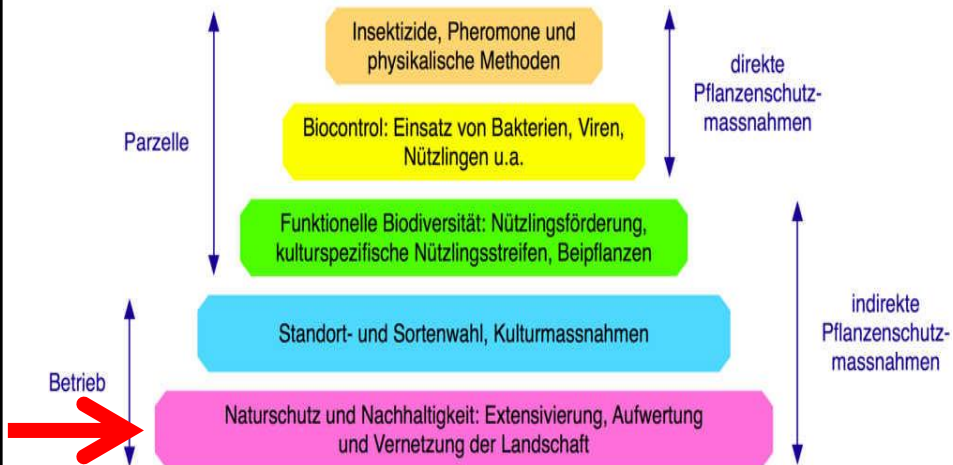 Insektizide, Pheromone und
physikalische Methoden
direkte
Pflanzenschutz-
massnahmen
Parzelle
Biocontrol: Einsatz von Bakterien, Viren,
Nützlingen u.a.
Funktionelle Biodiversität: Nützlingsförderung,
kulturspezifische Nützlingsstreifen, Beipflanzen
Standort- und Sortenwahl, Kulturmassnahmen
indirekte
Pflanzenschutz-
massnahmen
Betrieb
Naturschutz und Nachhaltigkeit: Extensivierung, Aufwertung
und Vernetzung der Landschaft